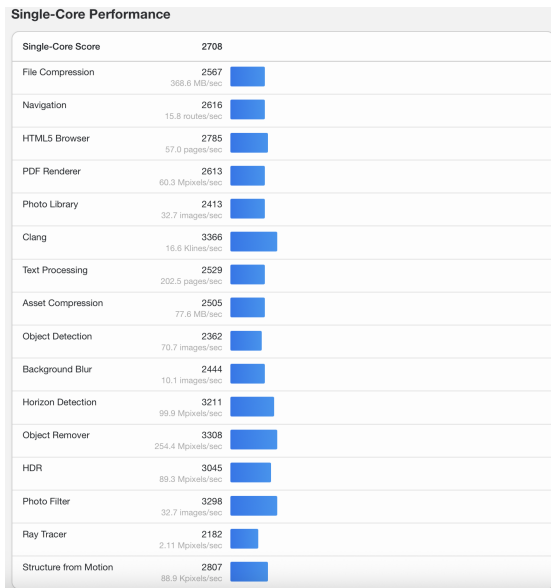 Single-Core Performance
Single-Core Score 2708
File Compression 2567
368.6 MB/sec
Navigation 2616
15.8 routes/sec
HTML5 Browser 2785
57.0 pages/sec
PDF Renderer 2613
60.3 Mpixels/sec
Photo Library 2413
32.7 images/sec
Clang 3366
16.6 Klines/sec
Text Processing 2529
202.5 pages/sec
Asset Compression 2505
77.6 MB/sec
Object Detection 2362
70.7 images/sec
Background Blur 2444
10.1 images/sec
Horizon Detection 3211
99.9 Mpixels/sec
Object Remover 3308
254.4 Mpixels/sec
HDR 3045
89.3 Mpixels/sec
Photo Filter 3298
32.7 images/sec
Ray Tracer 2182
2.11 Mpixels/sec
Structure from Motion 2807
88.9 Kpixels/sec